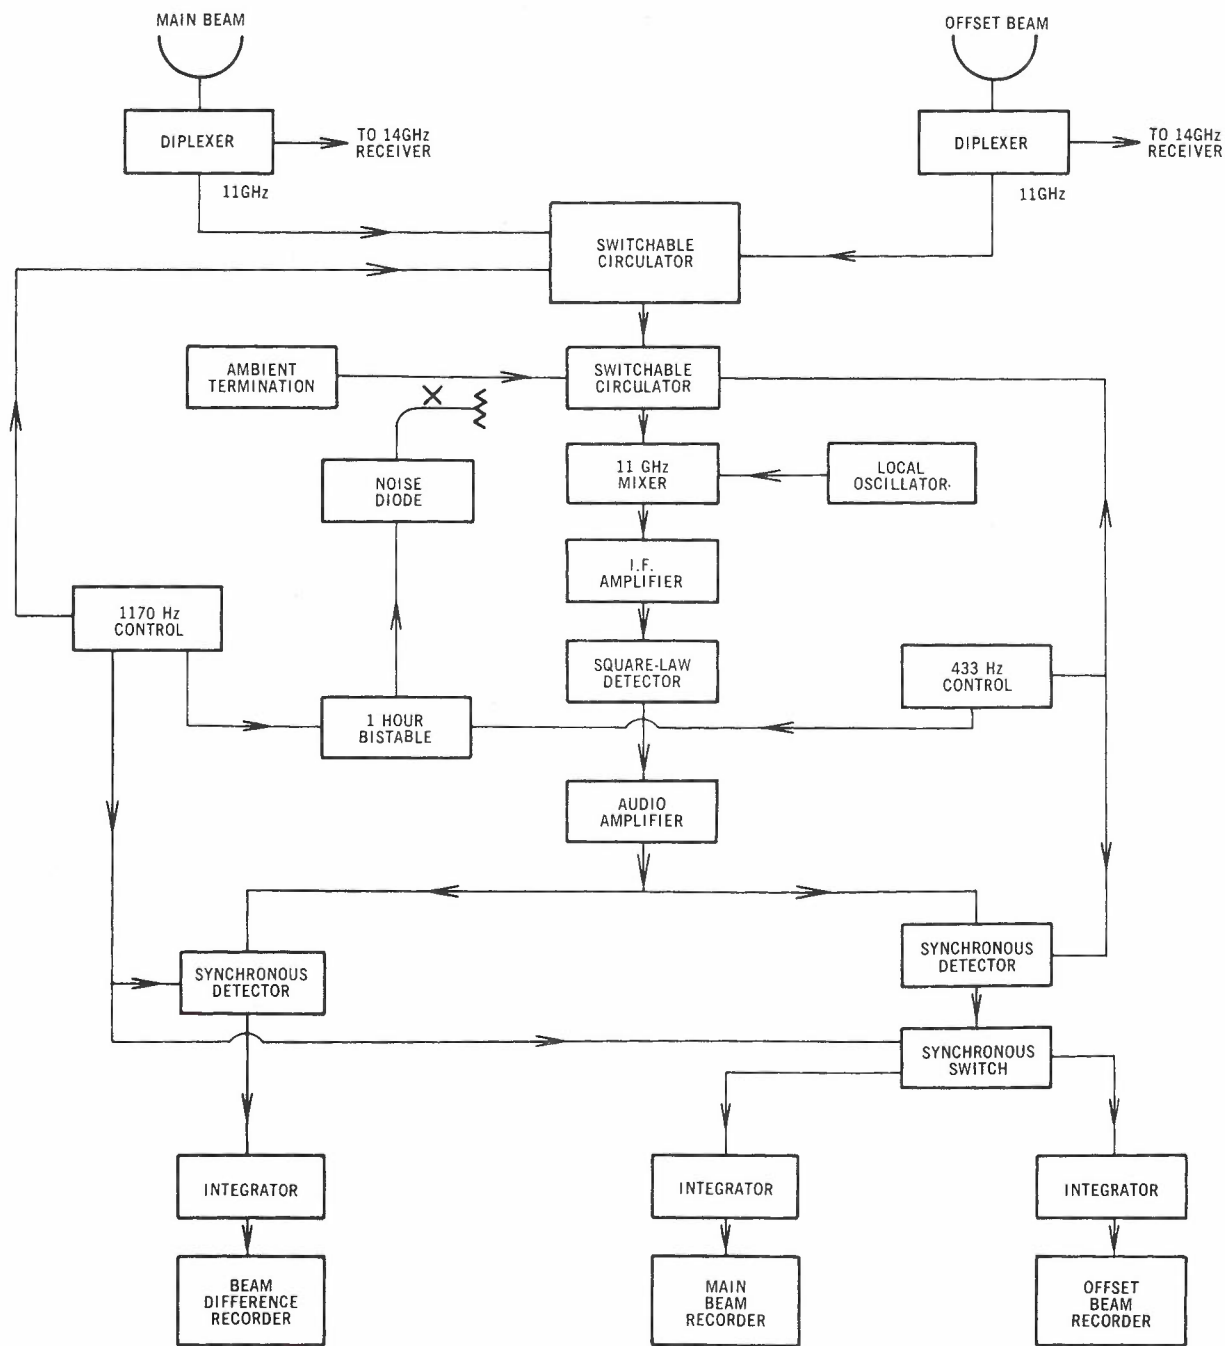 MAIN BEAM
OFFSET BEAM
DIPLEXER
TO 14GHz
RECEIVER
11GHz
DIPLEXER
TO 14GHz
RECEIVER
11GHz
SWITCHABLE
CIRCULATOR
AMBIENT
TERMINATION
SWITCHABLE
CIRCULATOR
NOISE
DIODE
11 GHz
MIXER
LOCAL
OSCILLATOR
I.F.
AMPLIFIER
1170 Hz
CONTROL
SQUARE-LAW
DETECTOR
433 Hz
CONTROL
1 HOUR
BISTABLE
AUDIO
AMPLIFIER
SYNCHRONOUS
DETECTOR
SYNCHRONOUS
DETECTOR
SYNCHRONOUS
SWITCH
INTEGRATOR
INTEGRATOR
INTEGRATOR
BEAM
DIFFERENCE
RECORDER
MAIN
BEAM
RECORDER
OFFSET
BEAM
RECORDER